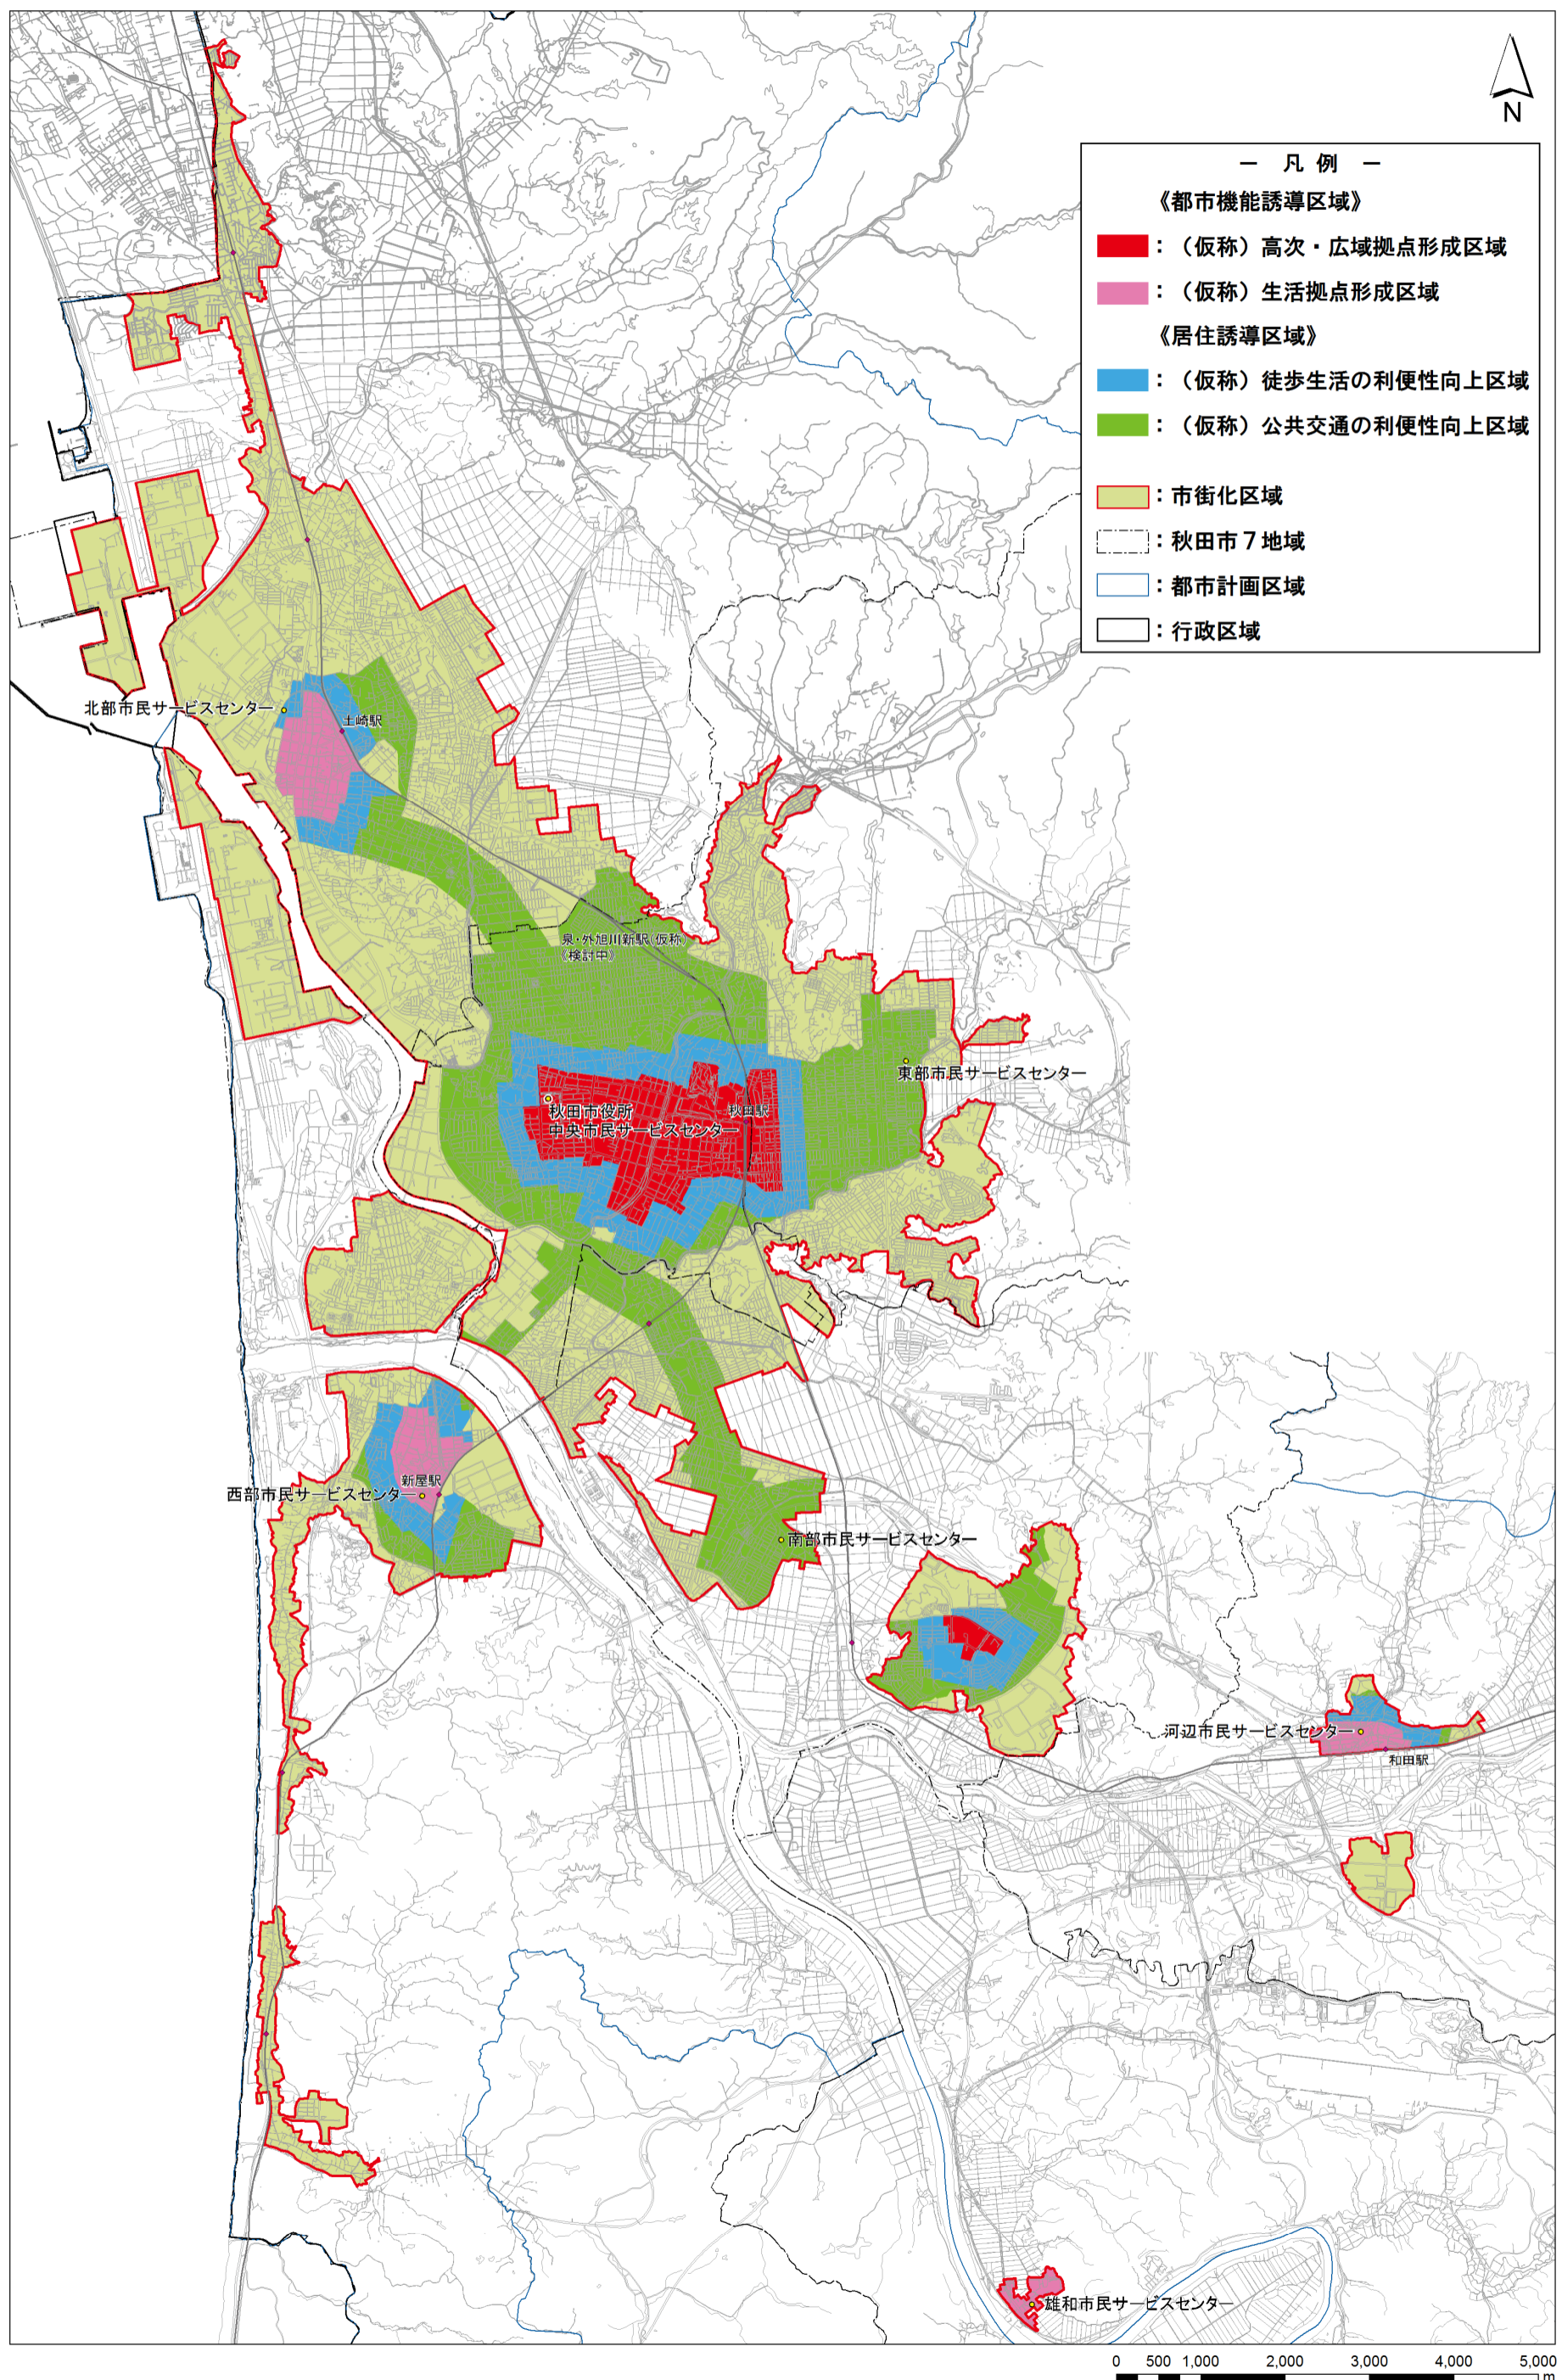 N
－ 凡 例 －
《都市機能誘導区域》
：（仮称）高次・広域拠点形成区域
：（仮称）生活拠点形成区域
《居住誘導区域》
：（仮称）徒歩生活の利便性向上区域
：（仮称）公共交通の利便性向上区域
：市街化区域
：秋田市７地域
：都市計画区域
：行政区域
北部市民サービスセンター
土崎駅
泉・外旭川新駅(仮称)
《検討中》
東部市民サービスセンター
秋田市役所
秋田駅
中央市民サービスセンター
新屋駅
西部市民サービスセンター
南部市民サービスセンター
河辺市民サービスセンター
和田駅
雄和市民サービスセンター
0 500 1,000 2,000 3,000 4,000 5,000
m